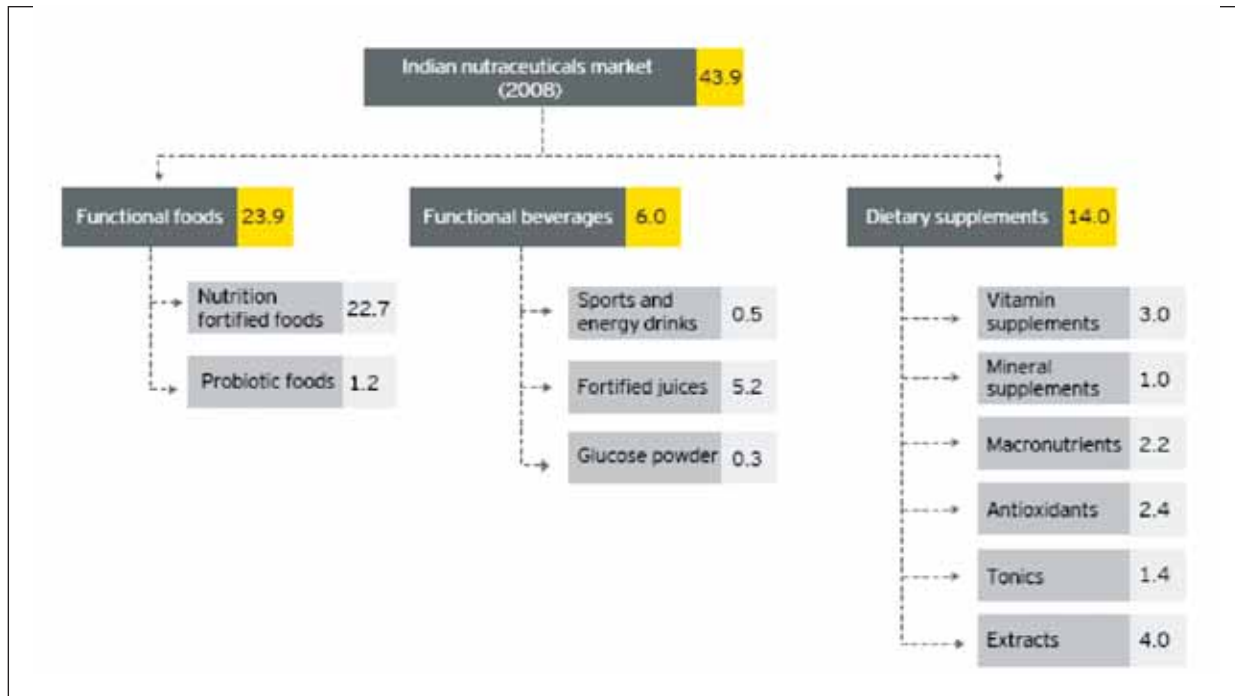 Indian nutraceuticals market
(2008)
43.9
Functional foods 23.9
Nutrition
fortified foods
22.7
Probiotic foods 1.2
Functional beverages 6.0
Sports and
energy drinks
0.5
Fortified juices 5.2
Glucose powder 0.3
Dietary supplements 14.0
Vitamin
supplements
3.0
Mineral
supplements
1.0
Macronutrients 2.2
Antioxidants 2.4
Tonics 1.4
Extracts 4.0